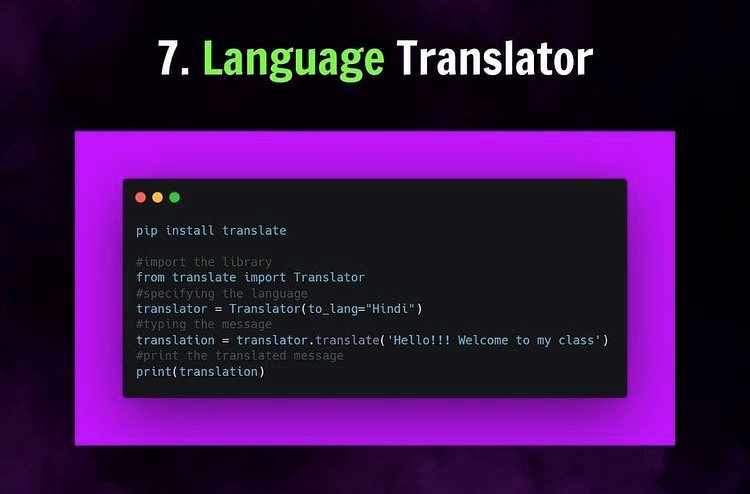 7. Language Translator
pip install translate
#import the library
from translate import Translator
#specifying the language
translator = Translator(to_lang="Hindi")
#typing the message
translation = translator.translate('Hello!!! Welcome to my class')
#print the translated message
print(translation)